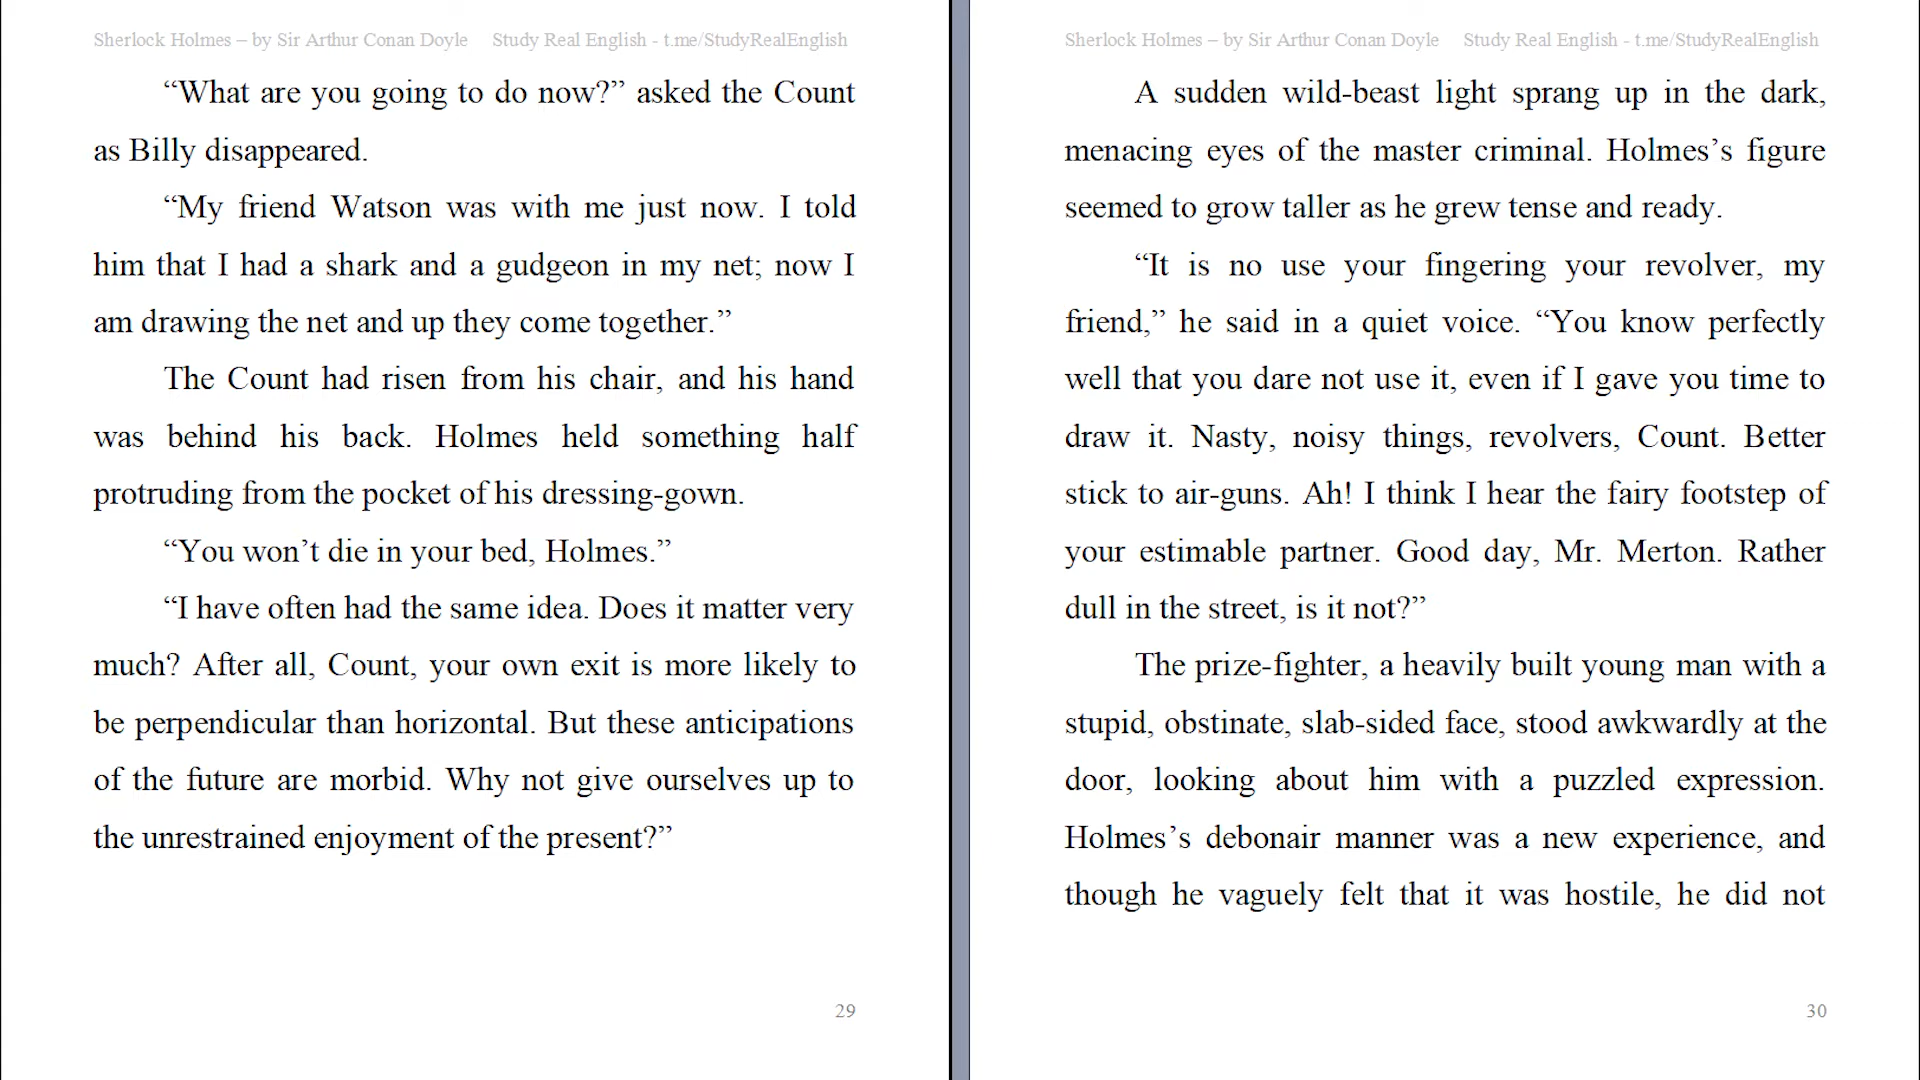 Sherlock Holmes – by Sir Arthur Conan Doyle Study Real English - t.me/StudyRealEnglish
“What are you going to do now?” asked the Count
as Billy disappeared.
“My friend Watson was with me just now. I told
him that I had a shark and a gudgeon in my net; now I
am drawing the net and up they come together.”
The Count had risen from his chair, and his hand
was behind his back. Holmes held something half
protruding from the pocket of his dressing-gown.
“You won’t die in your bed, Holmes.”
“I have often had the same idea. Does it matter very
much? After all, Count, your own exit is more likely to
be perpendicular than horizontal. But these anticipations
of the future are morbid. Why not give ourselves up to
the unrestrained enjoyment of the present?”
29
Sherlock Holmes – by Sir Arthur Conan Doyle Study Real English - t.me/StudyRealEnglish
A sudden wild-beast light sprang up in the dark,
menacing eyes of the master criminal. Holmes’s figure
seemed to grow taller as he grew tense and ready.
“It is no use your fingering your revolver, my
friend,” he said in a quiet voice. “You know perfectly
well that you dare not use it, even if I gave you time to
draw it. Nasty, noisy things, revolvers, Count. Better
stick to air-guns. Ah! I think I hear the fairy footstep of
your estimable partner. Good day, Mr. Merton. Rather
dull in the street, is it not?”
The prize-fighter, a heavily built young man with a
stupid, obstinate, slab-sided face, stood awkwardly at the
door, looking about him with a puzzled expression.
Holmes’s debonair manner was a new experience, and
though he vaguely felt that it was hostile, he did not
30